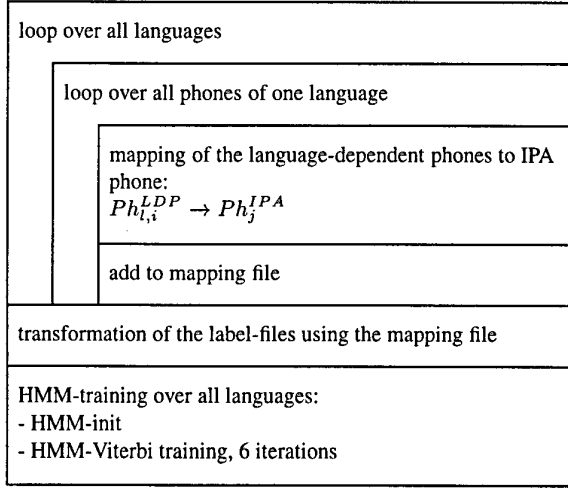 loop over all languages
loop over all phones of one language
mapping of the language-dependent phones to IPA
phone:
$Ph_{l,i}^{LDP} \rightarrow Ph_{j}^{IPA}$
add to mapping file
transformation of the label-files using the mapping file
HMM-training over all languages:
- HMM-init
- HMM-Viterbi training, 6 iterations